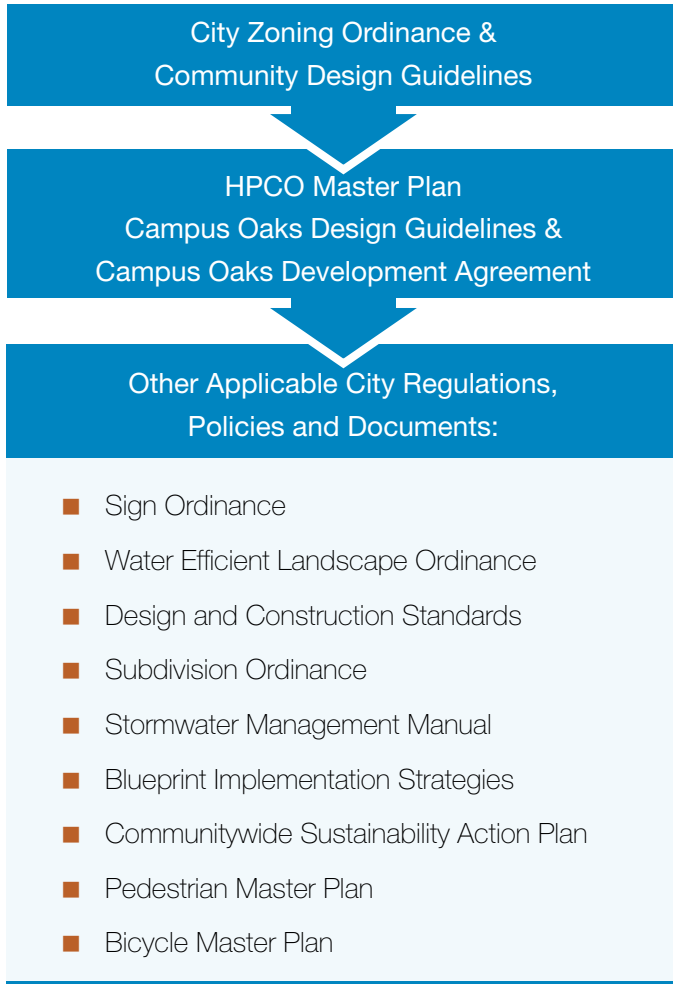 City Zoning Ordinance &
Community Design Guidelines
HPCO Master Plan
Campus Oaks Design Guidelines &
Campus Oaks Development Agreement
Other Applicable City Regulations,
Policies and Documents:
Sign Ordinance
Water Efficient Landscape Ordinance
Design and Construction Standards
Subdivision Ordinance
Stormwater Management Manual
Blueprint Implementation Strategies
Communitywide Sustainability Action Plan
Pedestrian Master Plan
Bicycle Master Plan